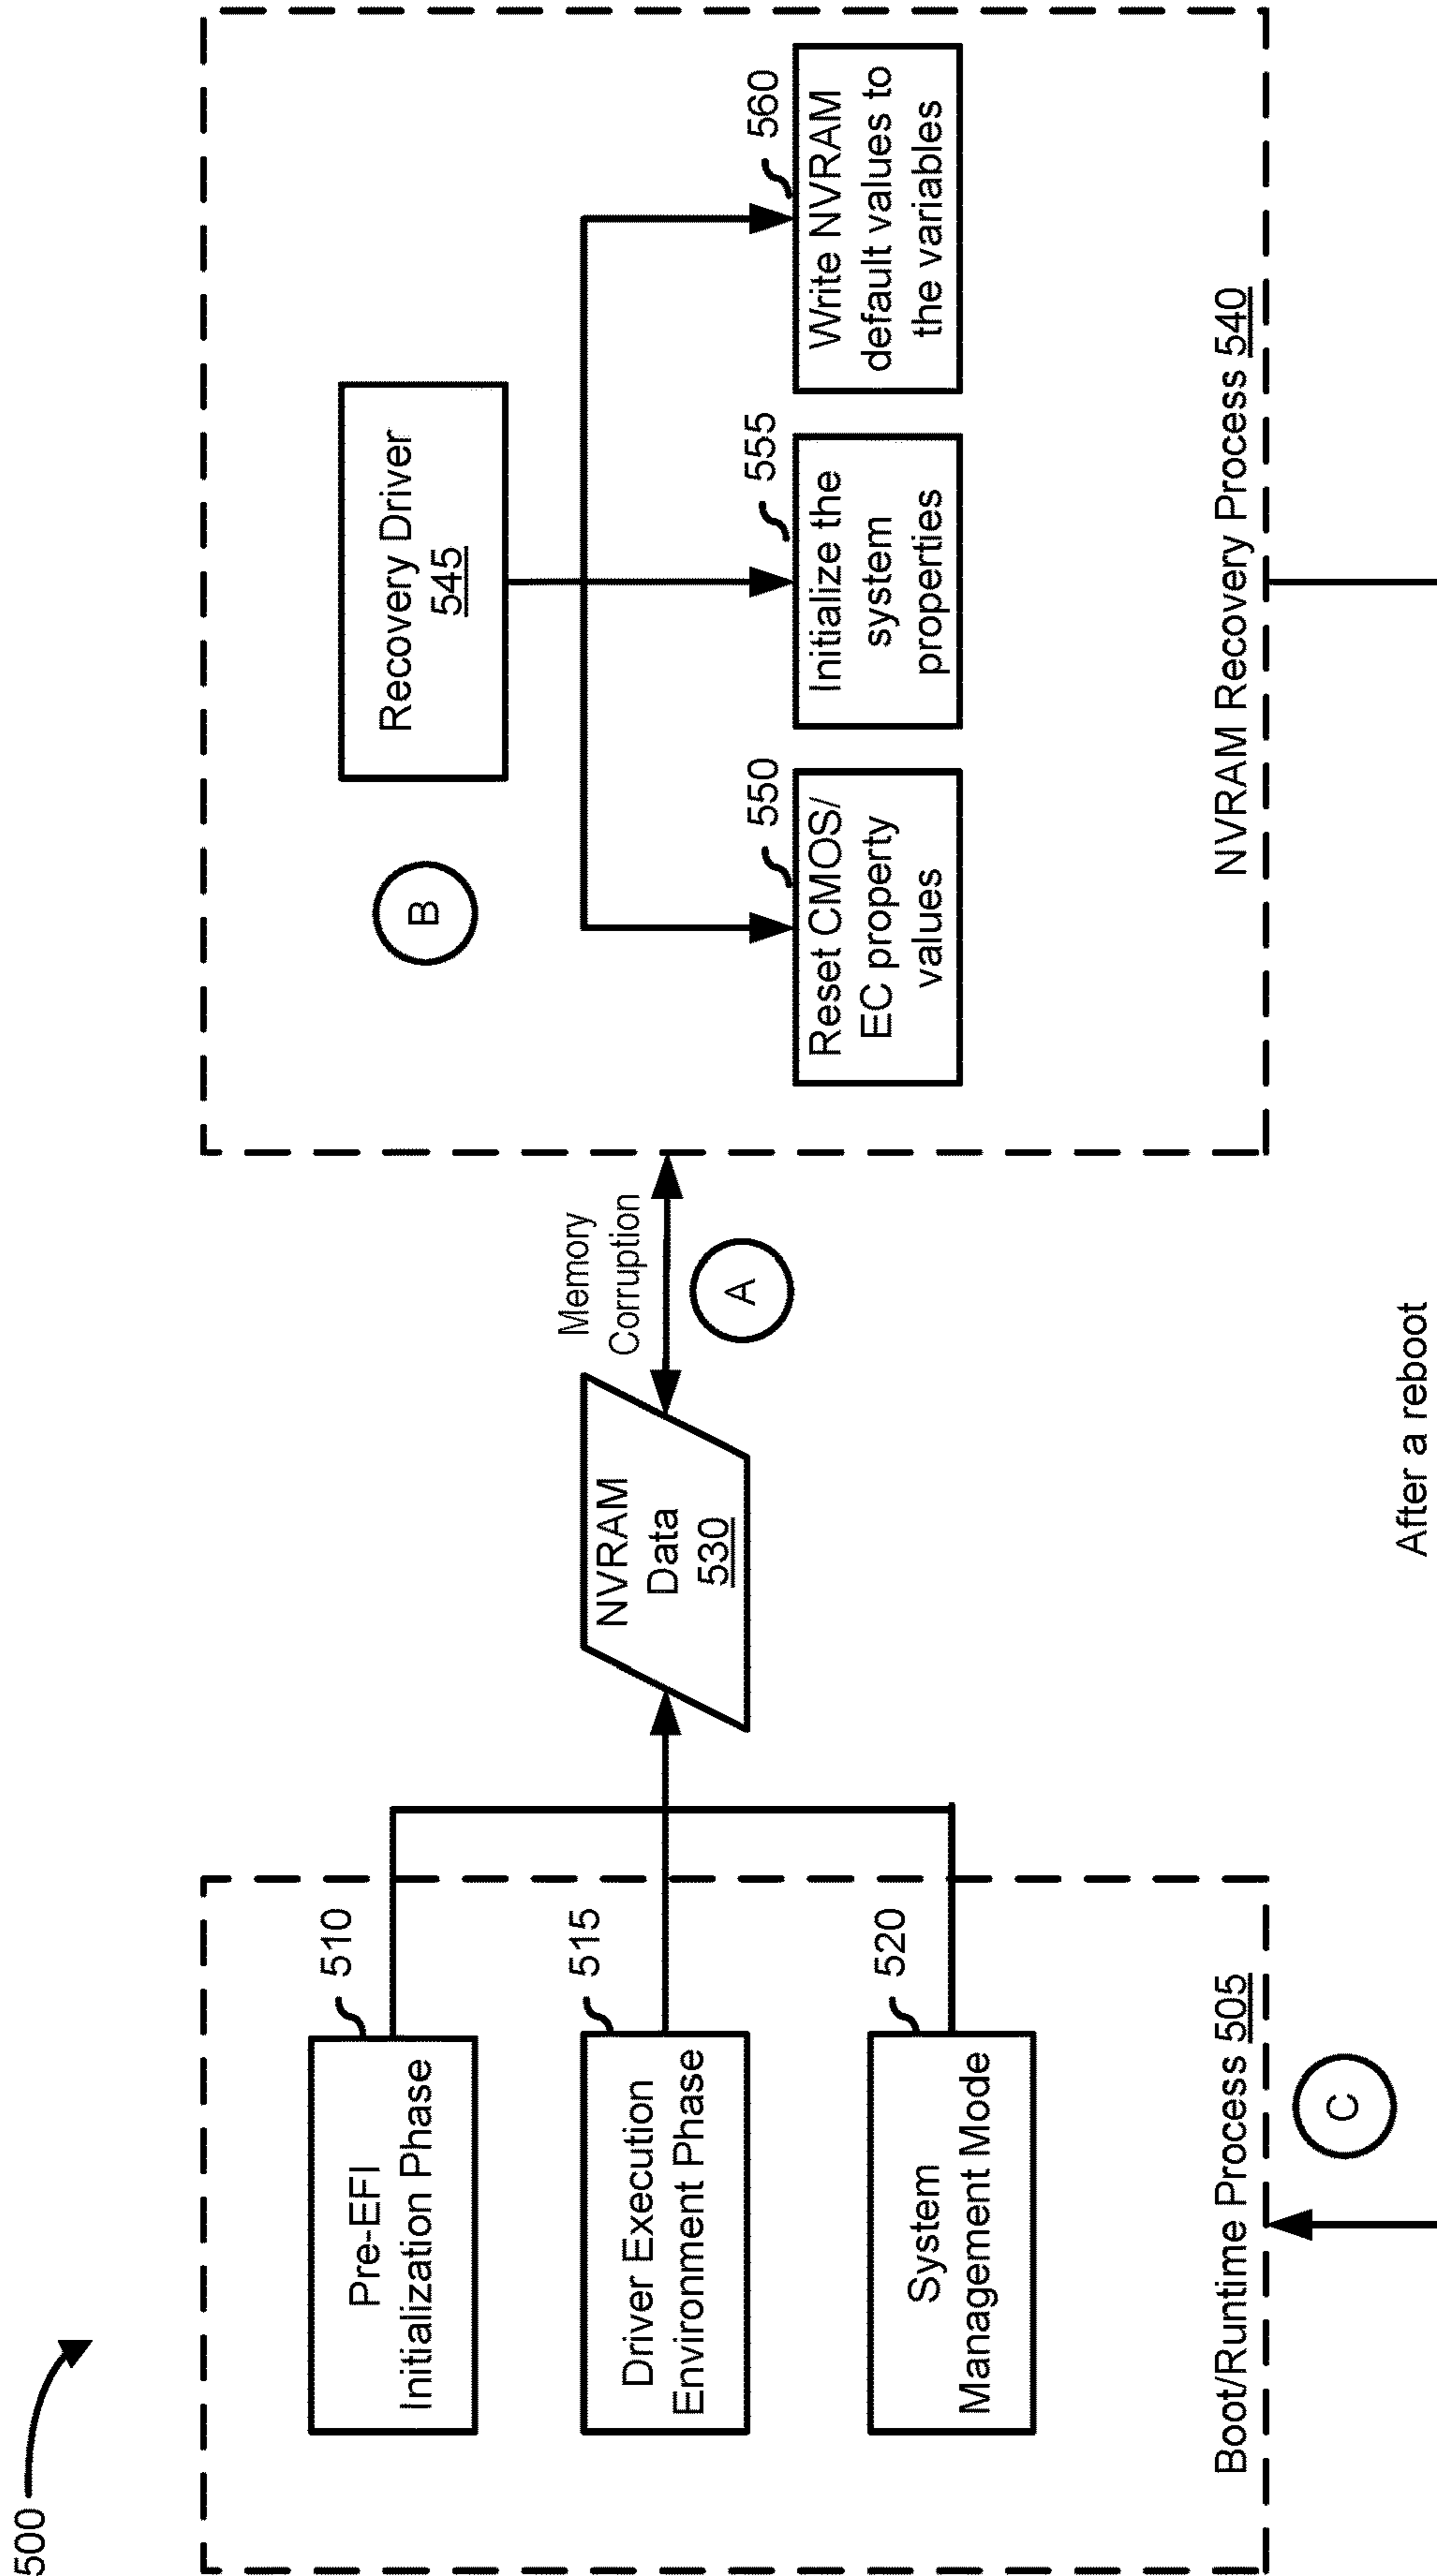 500
Pre-EFI
Initialization Phase
510
Driver Execution
Environment Phase
515
System
Management Mode
520
Boot/Runtime Process 505
C
NVRAM
Data
530
Memory
Corruption
A
B
Recovery Driver
545
Reset CMOS/
EC property
values
550
Initialize the
system
properties
555
Write NVRAM
default values to
the variables
560
NVRAM Recovery Process 540
After a reboot